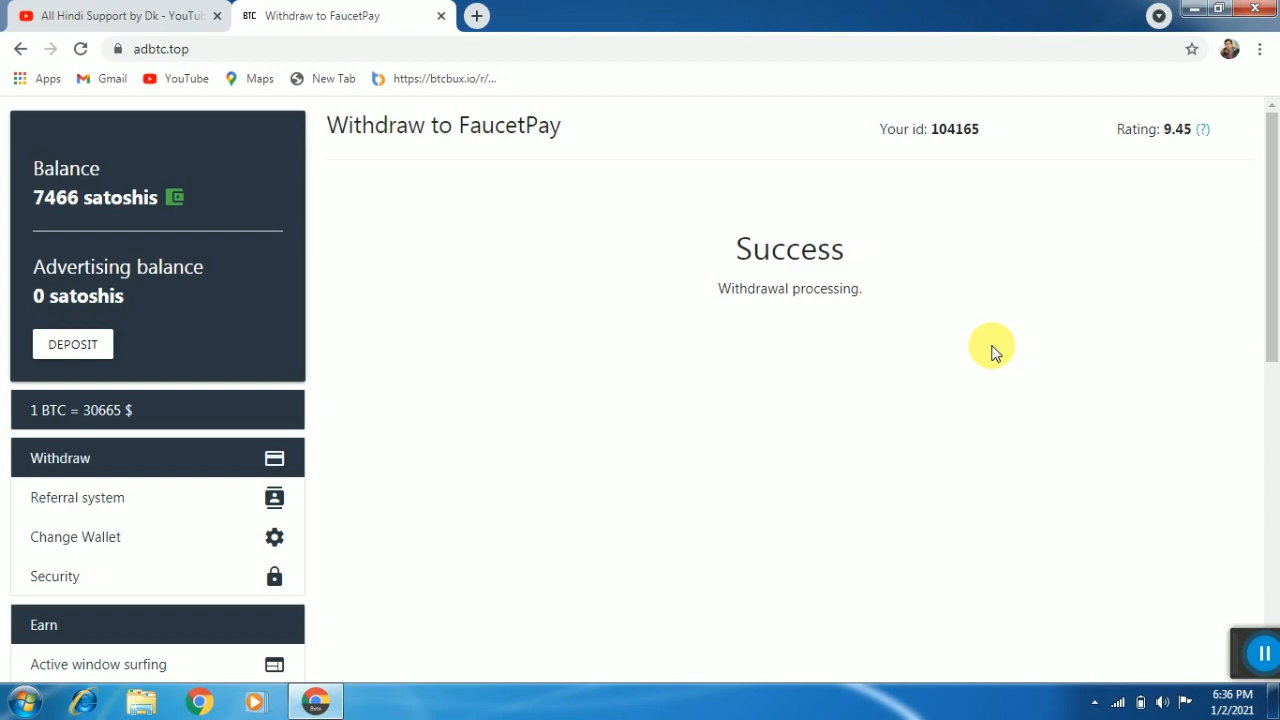 All Hindi Support by Dk - YouTu
BTC Withdraw to FaucetPay
adbtc.top
Apps Gmail YouTube Maps New Tab https://btcbux.io/r/...
Balance
7466 satoshis
Advertising balance
0 satoshis
DEPOSIT
1 BTC = 30665 $
Withdraw
Referral system
Change Wallet
Security
Earn
Active window surfing
Withdraw to FaucetPay
Your id: 104165
Rating: 9.45 (?)
Success
Withdrawal processing.
Beta
6:36 PM
1/2/2021